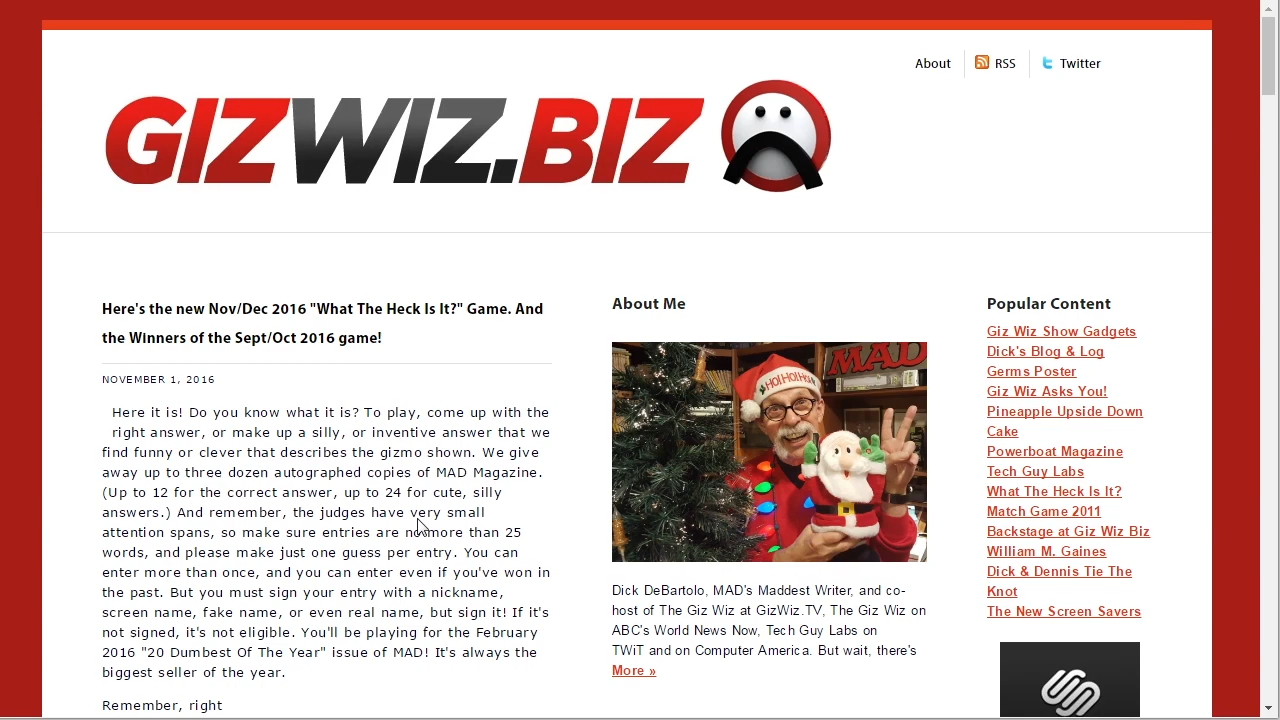 About
RSS
Twitter
GIZWIZ.BIZ
Here's the new Nov/Dec 2016 "What The Heck Is It?" Game. And
the Winners of the Sept/Oct 2016 game!
NOVEMBER 1, 2016
Here it is! Do you know what it is? To play, come up with the
right answer, or make up a silly, or inventive answer that we
find funny or clever that describes the gizmo shown. We give
away up to three dozen autographed copies of MAD Magazine.
(Up to 12 for the correct answer, up to 24 for cute, silly
answers.) And remember, the judges have very small
attention spans, so make sure entries are no more than 25
words, and please make just one guess per entry. You can
enter more than once, and you can enter even if you've won in
the past. But you must sign your entry with a nickname,
screen name, fake name, or even real name, but sign it! If it's
not signed, it's not eligible. You'll be playing for the February
2016 "20 Dumbest Of The Year" issue of MAD! It's always the
biggest seller of the year.
Remember, right
About Me
MAD
HO!HO!HO!
Dick DeBartolo, MAD's Maddest Writer, and co-
host of The Giz Wiz at GizWiz.TV, The Giz Wiz on
ABC's World News Now, Tech Guy Labs on
TWiT and on Computer America. But wait, there's
More »
Popular Content
Giz Wiz Show Gadgets
Dick's Blog & Log
Germs Poster
Giz Wiz Asks You!
Pineapple Upside Down
Cake
Powerboat Magazine
Tech Guy Labs
What The Heck Is It?
Match Game 2011
Backstage at Giz Wiz Biz
William M. Gaines
Dick & Dennis Tie The
Knot
The New Screen Savers